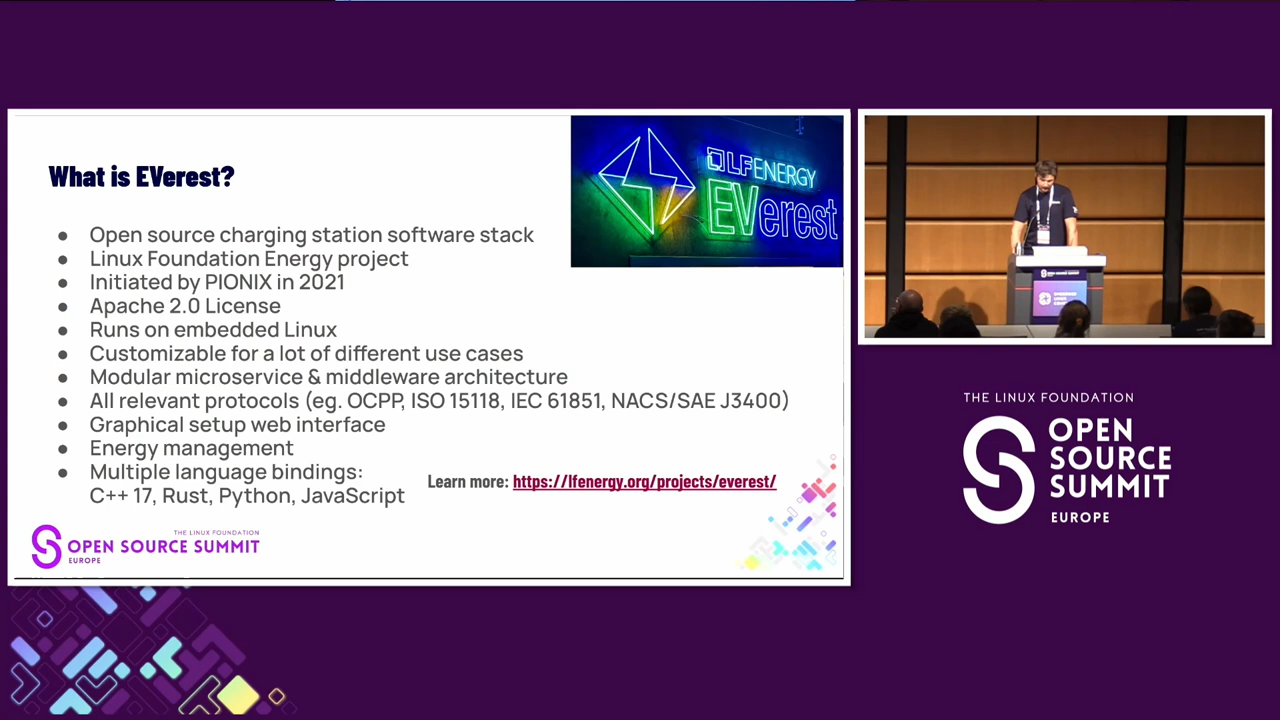 What is EVerest?
LFENERGY
EVerest
● Open source charging station software stack
● Linux Foundation Energy project
● Initiated by PIONIX in 2021
● Apache 2.0 License
● Runs on embedded Linux
● Customizable for a lot of different use cases
● Modular microservice & middleware architecture
● All relevant protocols (eg. OCPP, ISO 15118, IEC 61851, NACS/SAE J3400)
● Graphical setup web interface
● Energy management
● Multiple language bindings:
C++ 17, Rust, Python, JavaScript
Learn more: https://lfenergy.org/projects/everest/
THE LINUX FOUNDATION
OPEN SOURCE SUMMIT
EUROPE
THE LINUX FOUNDATION
OPEN
SOURCE
SUMMIT
EUROPE